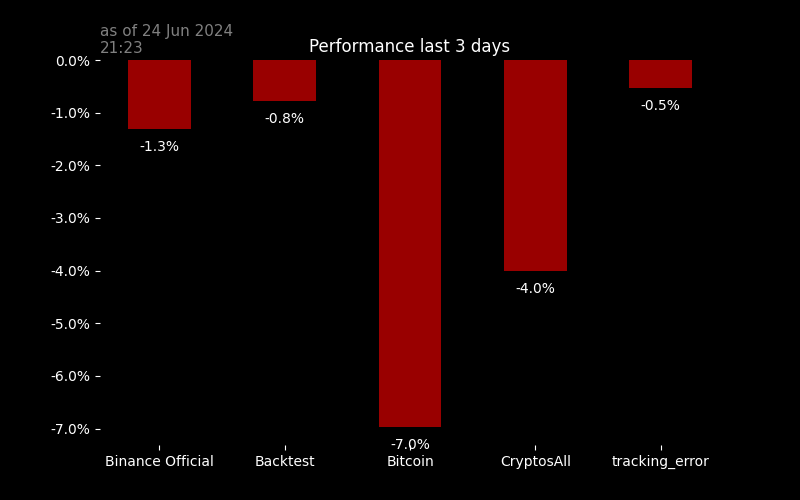 as of 24 Jun 2024
21:23
Performance last 3 days
0.0%
-1.0%
-2.0%
-3.0%
-4.0%
-5.0%
-6.0%
-7.0%
-1.3%
-0.8%
-7.0%
-4.0%
-0.5%
Binance Official
Backtest
Bitcoin
CryptosAll
tracking_error